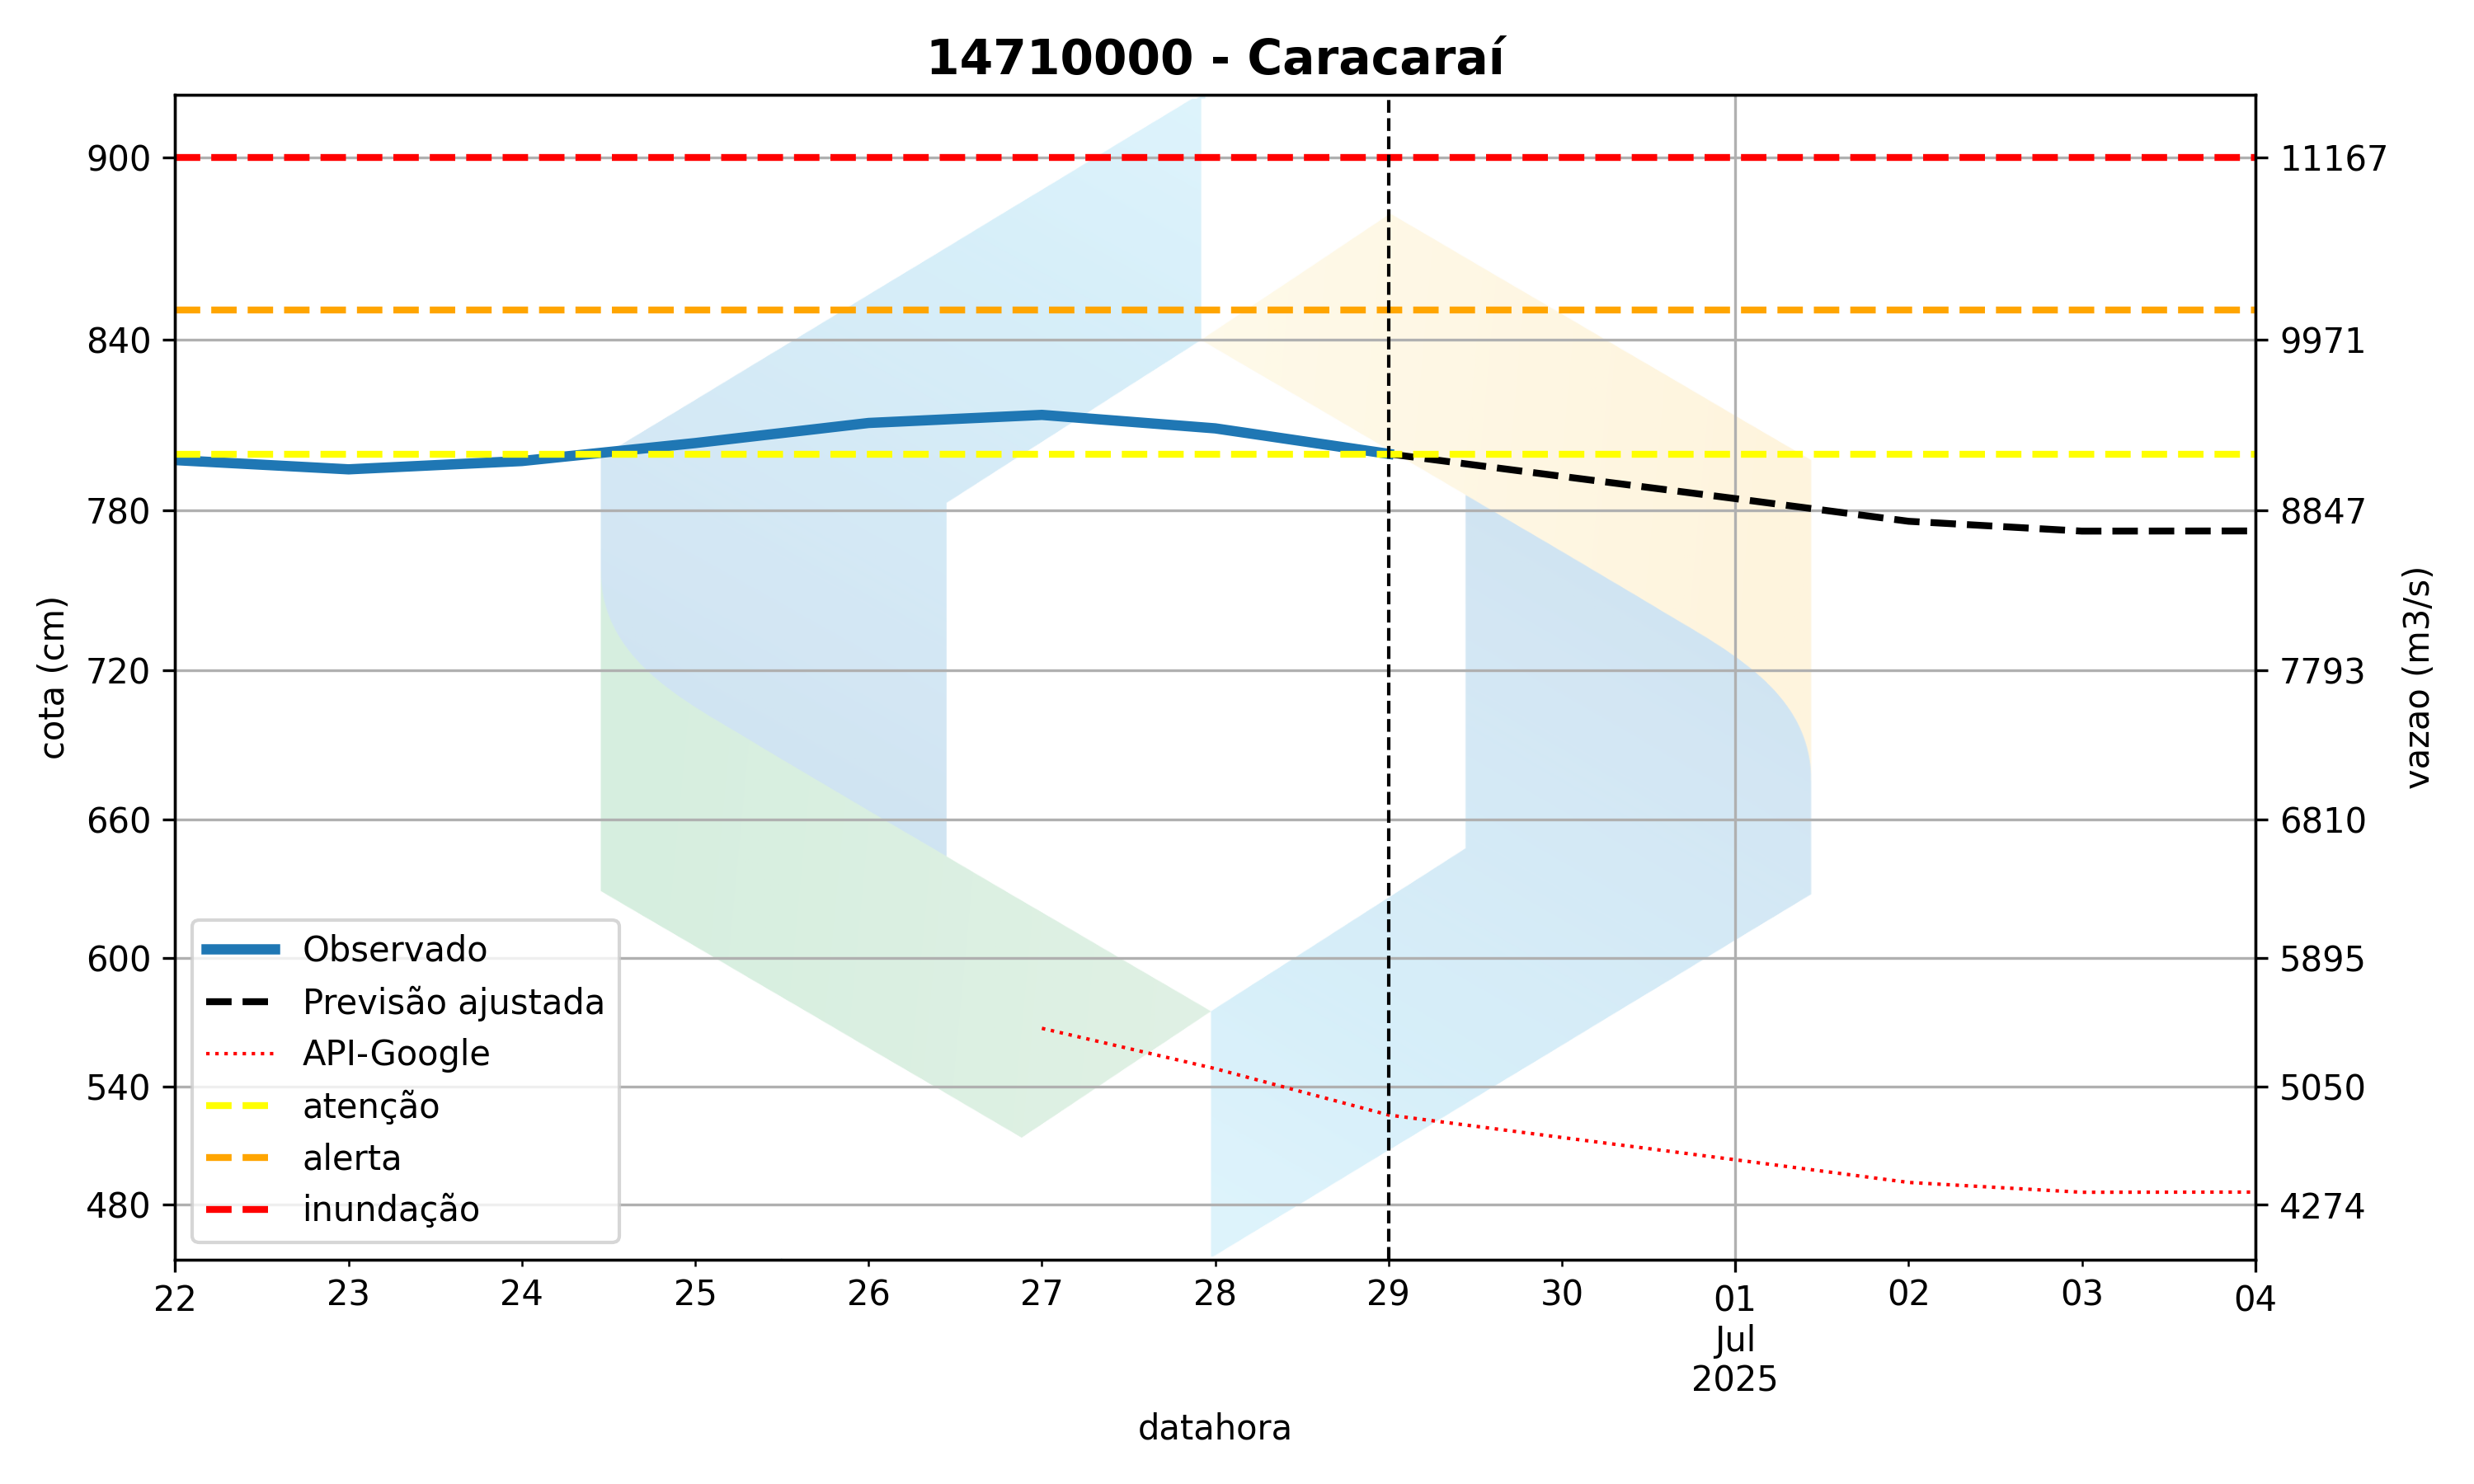 14710000 - Caracaraí
900
840
780
720
660
600
540
480
cota (cm)
11167
9971
8847
7793
6810
5895
5050
4274
vazao (m3/s)
Observado
Previsão ajustada
API-Google
atenção
alerta
inundação
22 23 24 25 26 27 28 29 30 01 02 03 04
Jul
2025
datahora